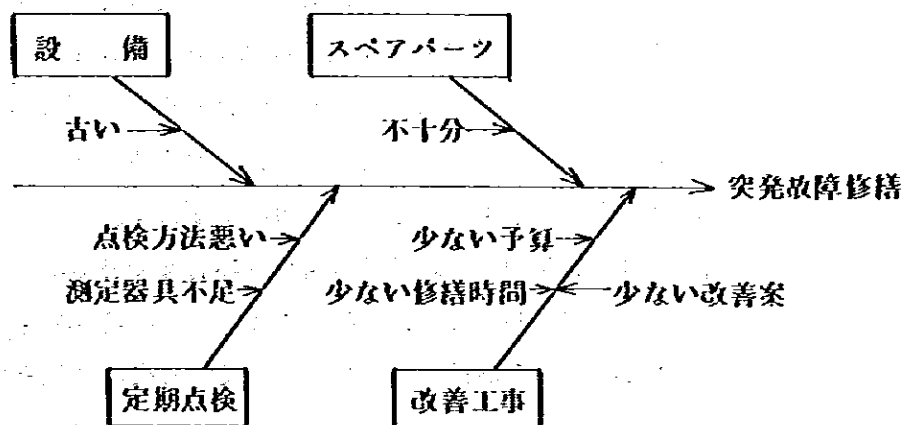 設 備
スペアパーツ
古い
不十分
突発故障修繕
点検方法悪い
少ない予算
測定器具不足
少ない修繕時間
少ない改善案
定期点検
改善工事